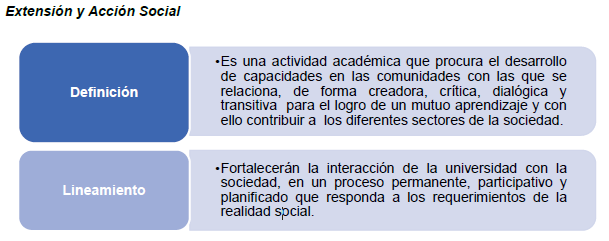 Extensión y Acción Social
Definición
•Es una actividad académica que procura el desarrollo
de capacidades en las comunidades con las que se
relaciona, de forma creadora, crítica, dialógica y
transitiva para el logro de un mutuo aprendizaje y con
ello contribuir a los diferentes sectores de la sociedad.
Lineamiento
•Fortalecerán la interacción de la universidad con la
sociedad, en un proceso permanente, participativo y
planificado que responda a los requerimientos de la
realidad social.